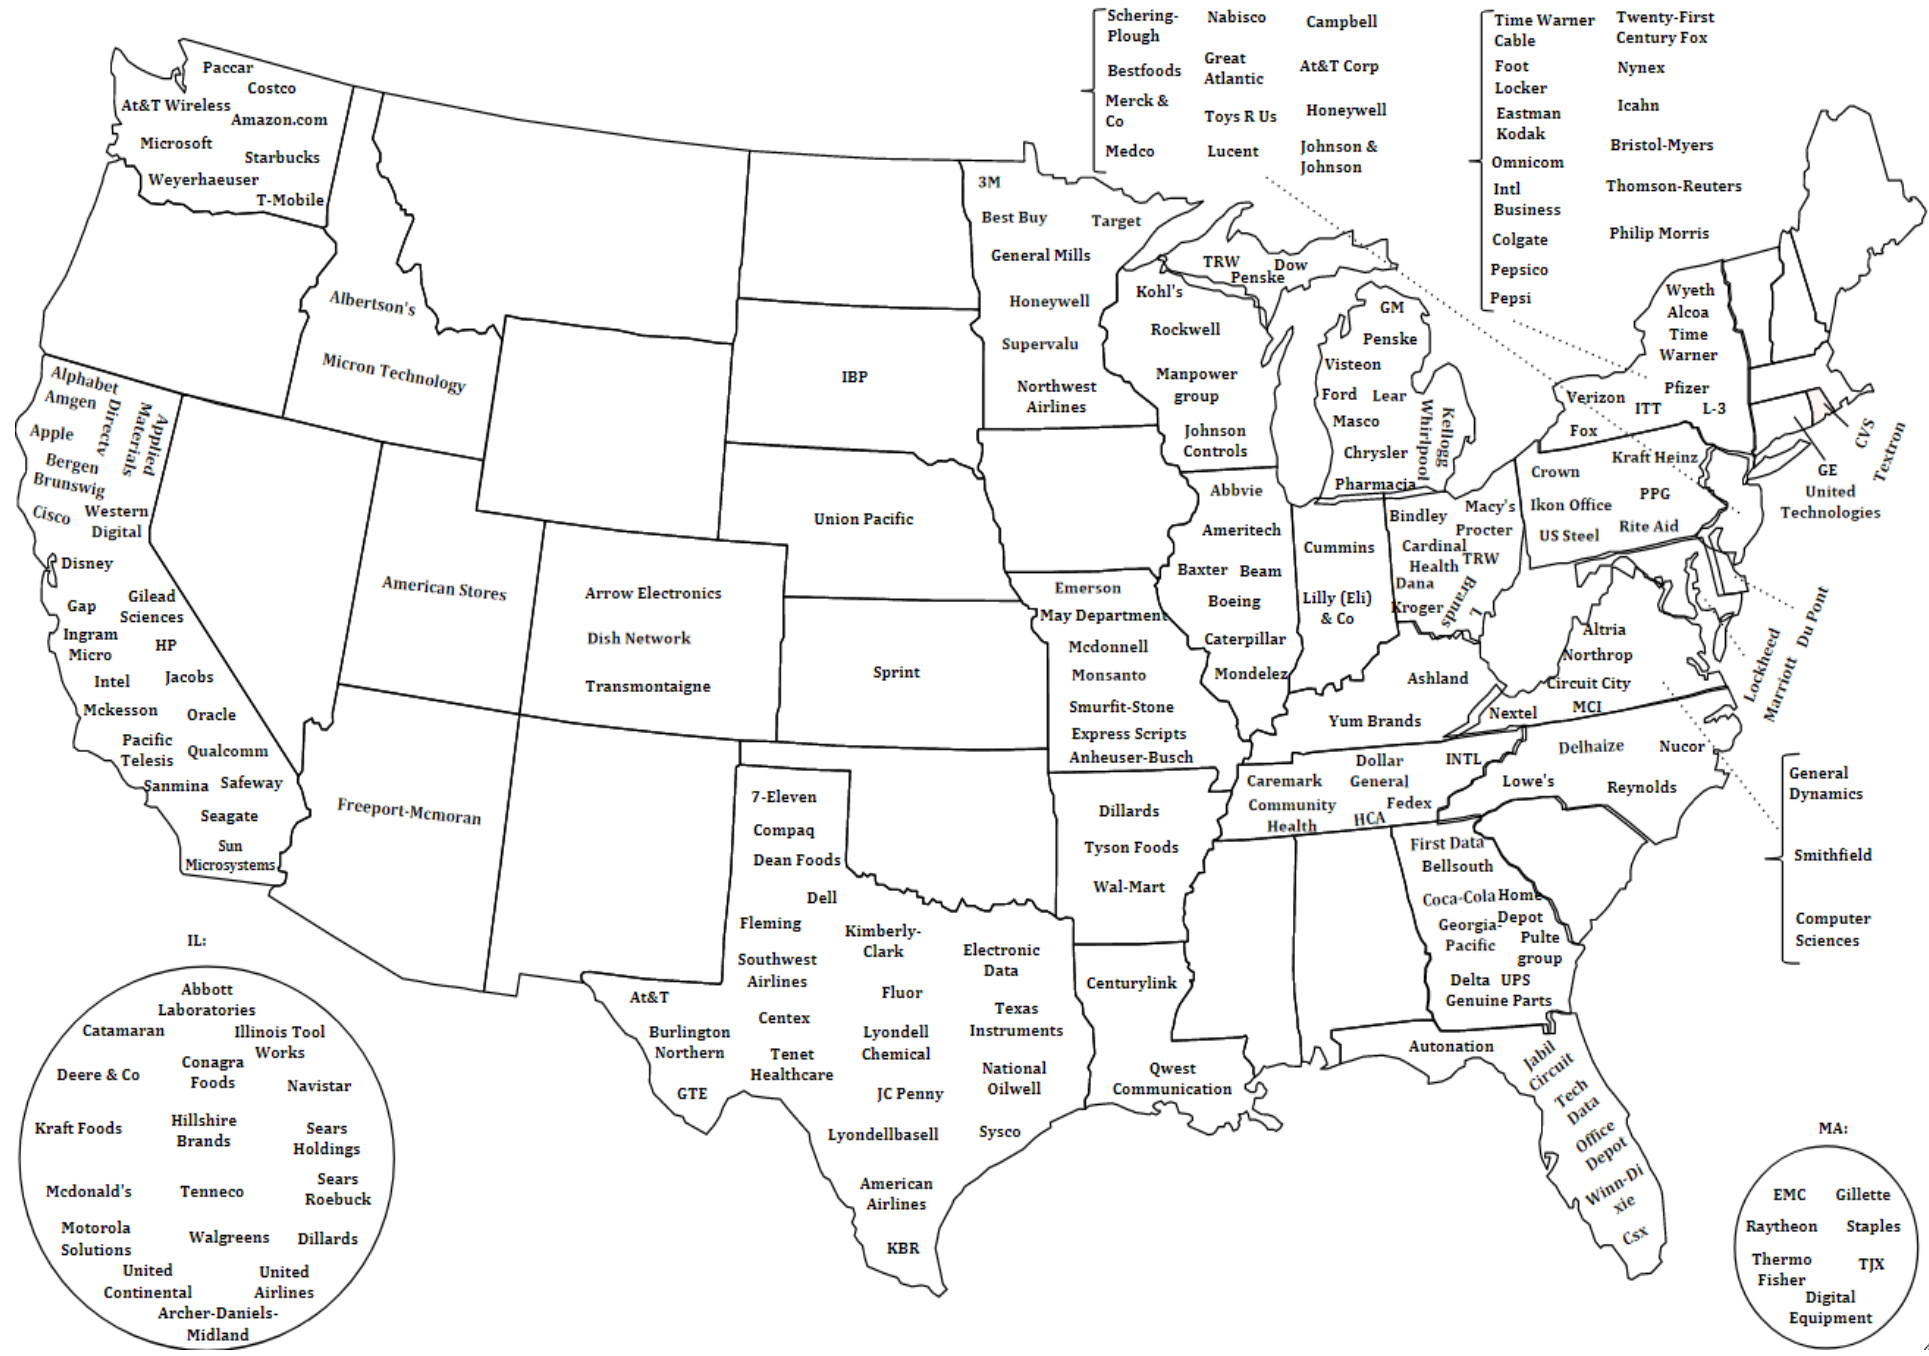 Schering-
Plough
Nabisco
Campbell
Bestfoods
Great
Atlantic
At&T Corp
Merck &
Co
Toys R Us
Honeywell
Medco
Lucent
Johnson &
Johnson
Time Warner
Cable
Twenty-First
Century Fox
Foot
Locker
Nynex
Eastman
Kodak
Icahn
Omnicom
Bristol-Myers
Intl
Business
Thomson-Reuters
Colgate
Philip Morris
Pepsico
Pepsi
Paccar
Costco
At&T Wireless
Amazon.com
Microsoft
Starbucks
Weyerhaeuser
T-Mobile
Albertson's
Micron Technology
Alphabet
Amgen
Directv
Applied
Materials
Apple
Bergen
Brunswig
Cisco
Western
Digital
Disney
Gap
Gilead
Sciences
Ingram
Micro
HP
Intel
Jacobs
Mckesson
Oracle
Pacific
Telesis
Qualcomm
Sanmina
Safeway
Seagate
Sun
Microsystems
American Stores
Freeport-Mcmoran
Arrow Electronics
Dish Network
Transmontaigne
IBP
Union Pacific
Sprint
3M
Best Buy
Target
General Mills
Honeywell
Supervalu
Northwest
Airlines
Emerson
May Department
Mcdonnell
Monsanto
Smurfit-Stone
Express Scripts
Anheuser-Busch
Dillards
Tyson Foods
Wal-Mart
Centurylink
Qwest
Communication
7-Eleven
Compaq
Dean Foods
Dell
Fleming
Kimberly-
Clark
Electronic
Data
Southwest
Airlines
At&T
Fluor
Centex
Texas
Instruments
Burlington
Northern
Lyondell
Chemical
Tenet
Healthcare
National
Oilwell
GTE
JC Penny
Lyondellbasell
Sysco
American
Airlines
KBR
TRW
Dow
Penske
Kohl's
Rockwell
Manpower
group
Johnson
Controls
GM
Penske
Visteon
Ford
Lear
Masco
Chrysler
Pharmacia
Whirlpool
Kellogg
Abbvie
Ameritech
Baxter
Beam
Boeing
Caterpillar
Mondelez
Cummins
Lilly (Eli)
& Co
Bindley
Macy's
Procter
Cardinal
Health
TRW
Dana
Kroger
L
Brands
Ashland
Yum Brands
Caremark
Dollar
General
INTL
Community
Health
Fedex
HCA
First Data
Bellsouth
Coca-Cola
Home
Depot
Georgia-
Pacific
Pulte
group
Delta
UPS
Genuine Parts
Autonation
Jabil
Circuit
Tech
Data
Office
Depot
Winn-Di
xie
Csx
Delhaize
Nucor
Lowe's
Reynolds
Altria
Northrop
Circuit City
Nextel
MCI
Crown
Kraft Heinz
Ikon Office
PPG
US Steel
Rite Aid
Wyeth
Alcoa
Time
Warner
Pfizer
Verizon
ITT
L-3
Fox
CVS
Textron
GE
United
Technologies
Du Pont
Lockheed
Marriott
General
Dynamics
Smithfield
Computer
Sciences
IL:
Abbott
Laboratories
Catamaran
Illinois Tool
Works
Deere & Co
Conagra
Foods
Navistar
Kraft Foods
Hillshire
Brands
Sears
Holdings
Mcdonald's
Tenneco
Sears
Roebuck
Motorola
Solutions
Walgreens
Dillards
United
Continental
United
Airlines
Archer-Daniels-
Midland
MA:
EMC
Gillette
Raytheon
Staples
Thermo
Fisher
TJX
Digital
Equipment